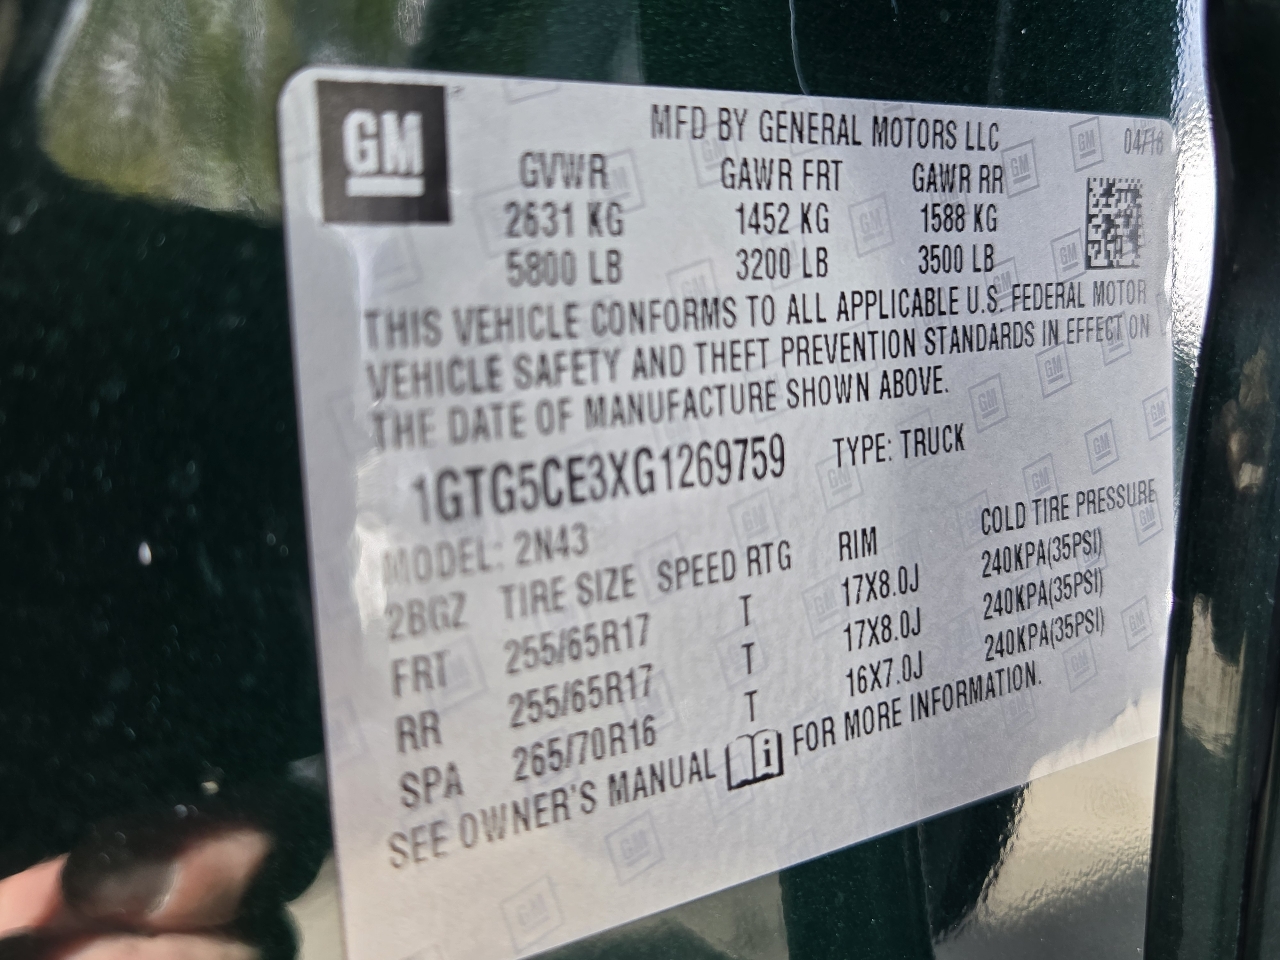 GM
MFD BY GENERAL MOTORS LLC
GVWR GAWR FRT GAWR RR
2631 KG 1452 KG 1588 KG
5800 LB 3200 LB 3500 LB
THIS VEHICLE CONFORMS TO ALL APPLICABLE U.S. FEDERAL MOTOR
VEHICLE SAFETY AND THEFT PREVENTION STANDARDS IN EFFECT ON
THE DATE OF MANUFACTURE SHOWN ABOVE.
1GTG5CE3XG1269759 TYPE: TRUCK
MODEL: 2N43
2BGZ TIRE SIZE SPEED RTG RIM COLD TIRE PRESSURE
FRT 255/65R17 T 17X8.0J 240KPA(35PSI)
RR 255/65R17 T 17X8.0J 240KPA(35PSI)
SPA 265/70R16 T 16X7.0J 240KPA(35PSI)
SEE OWNER'S MANUAL FOR MORE INFORMATION.